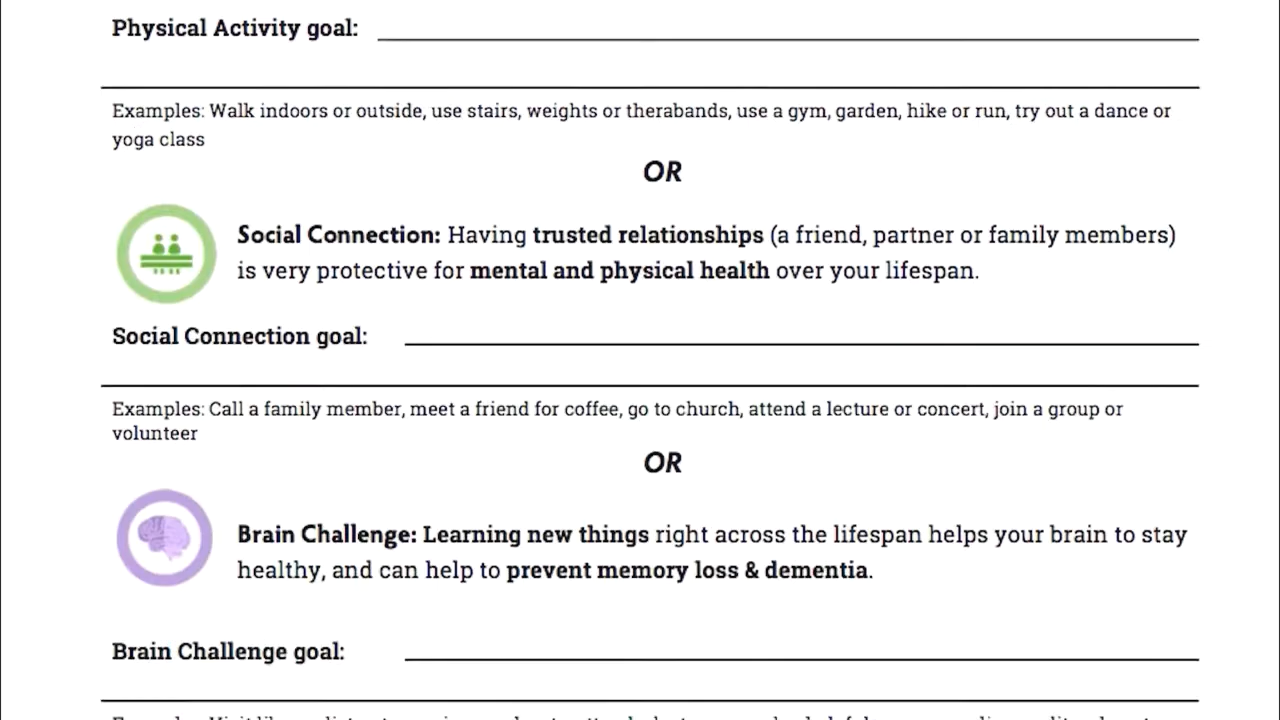 Physical Activity goal:
Examples: Walk indoors or outside, use stairs, weights or therabands, use a gym, garden, hike or run, try out a dance or
yoga class
OR
Social Connection: Having trusted relationships (a friend, partner or family members)
is very protective for mental and physical health over your lifespan.
Social Connection goal:
Examples: Call a family member, meet a friend for coffee, go to church, attend a lecture or concert, join a group or
volunteer
OR
Brain Challenge: Learning new things right across the lifespan helps your brain to stay
healthy, and can help to prevent memory loss & dementia.
Brain Challenge goal: